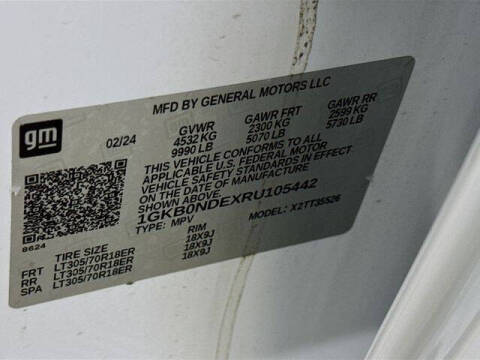 MFD BY GENERAL MOTORS LLC
gm
02/24 GVWR GAWR FRT GAWR RR
4532 KG 2300 KG 2599 KG
9990 LB 5070 LB 5730 LB
THIS VEHICLE CONFORMS TO ALL
APPLICABLE U.S. FEDERAL MOTOR
VEHICLE SAFETY STANDARDS IN EFFECT
ON THE DATE OF MANUFACTURE
1GKB0NDEXRU105442
TYPE: MPV MODEL: X2TT35526
8624
TIRE SIZE RIM
FRT LT305/70R18ER 18X9J
RR LT305/70R18ER 18X9J
SPA LT305/70R18ER 18X9J